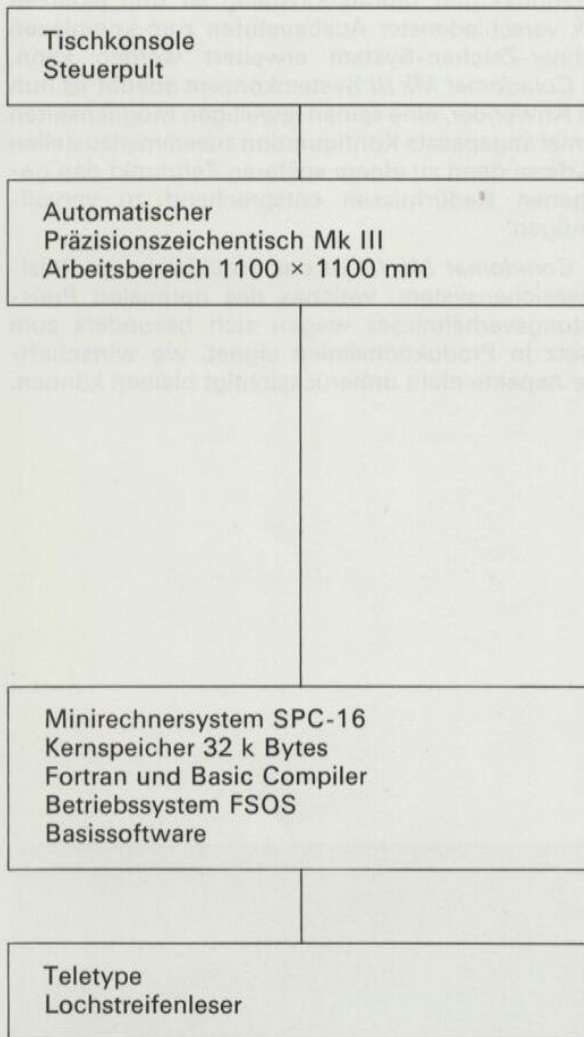 Tischkonsole
Steuerpult
Automatischer
Präzisionszeichentisch Mk III
Arbeitsbereich 1100 × 1100 mm
Minirechnersystem SPC-16
Kernspeicher 32 k Bytes
Fortran und Basic Compiler
Betriebssystem FSOS
Basissoftware
Teletype
Lochstreifenleser